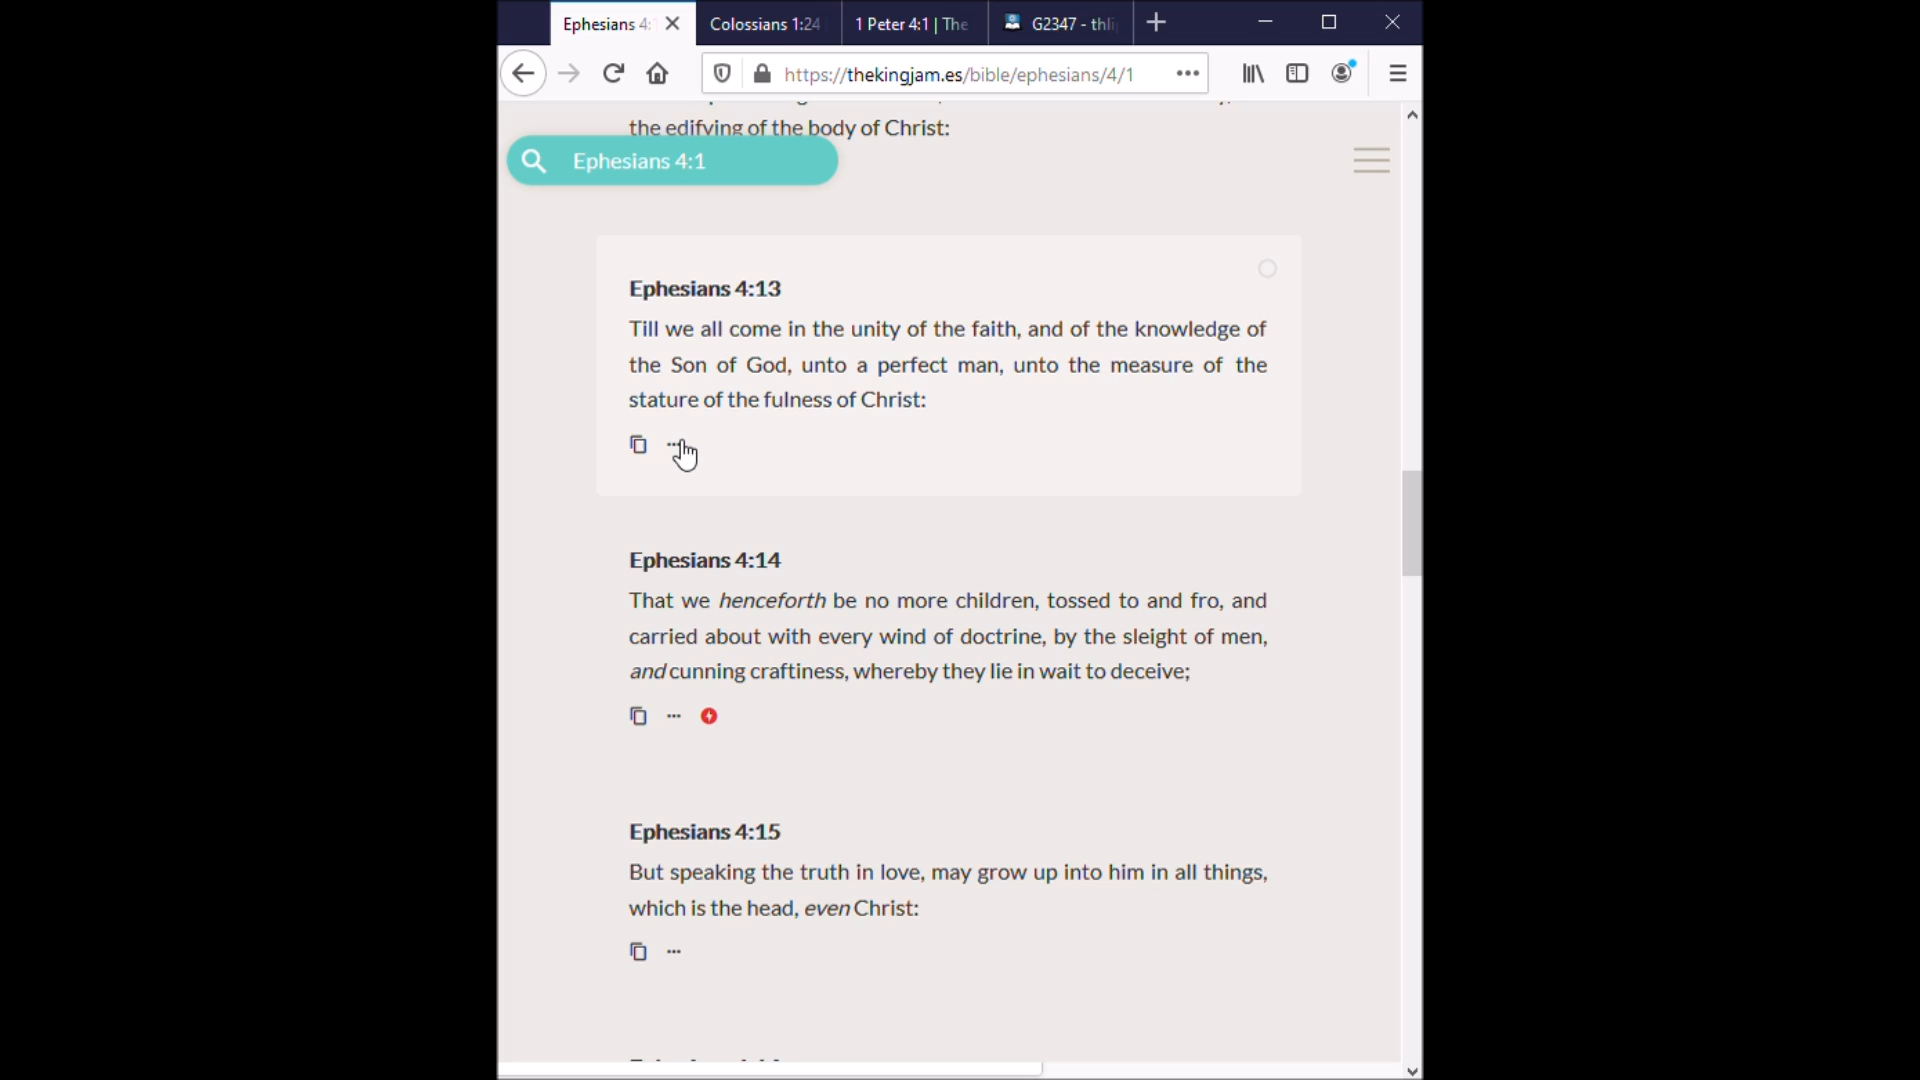 Ephesians 4:
Colossians 1:24
1 Peter 4:1 | The
G2347 - thli
https://thekingjam.es/bible/ephesians/4/1
the edifying of the body of Christ:
Ephesians 4:1
Ephesians 4:13
Till we all come in the unity of the faith, and of the knowledge of
the Son of God, unto a perfect man, unto the measure of the
stature of the fulness of Christ:
Ephesians 4:14
That we henceforth be no more children, tossed to and fro, and
carried about with every wind of doctrine, by the sleight of men,
and cunning craftiness, whereby they lie in wait to deceive;
Ephesians 4:15
But speaking the truth in love, may grow up into him in all things,
which is the head, even Christ: